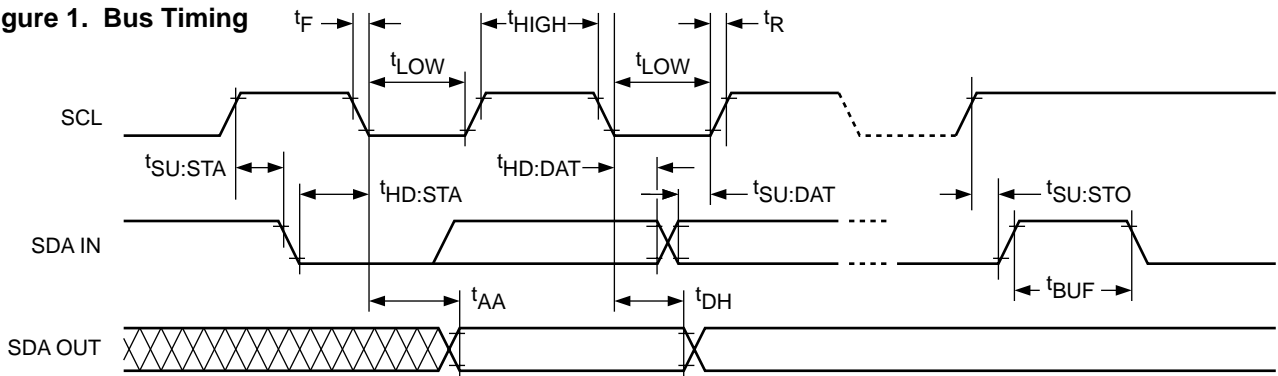 gure 1. Bus Timing
tF
tHIGH
tR
tLOW
tLOW
SCL
tSU:STA
tHD:STA
tHD:DAT
tSU:DAT
tSU:STO
SDA IN
tBUF
tAA
tDH
SDA OUT